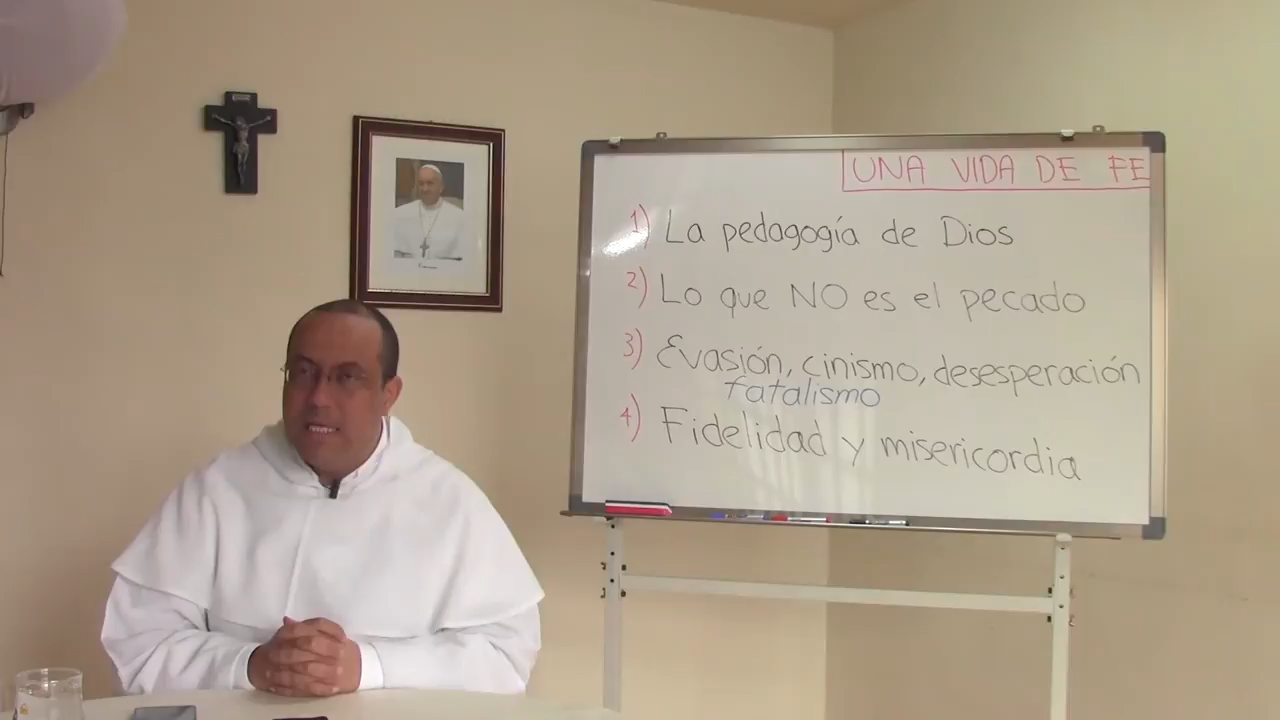 UNA VIDA DE FE
1) La pedagogía de Dios
2) Lo que NO es el pecado
3) Evasión, cinismo, desesperación
fatalismo
4) Fidelidad y misericordia